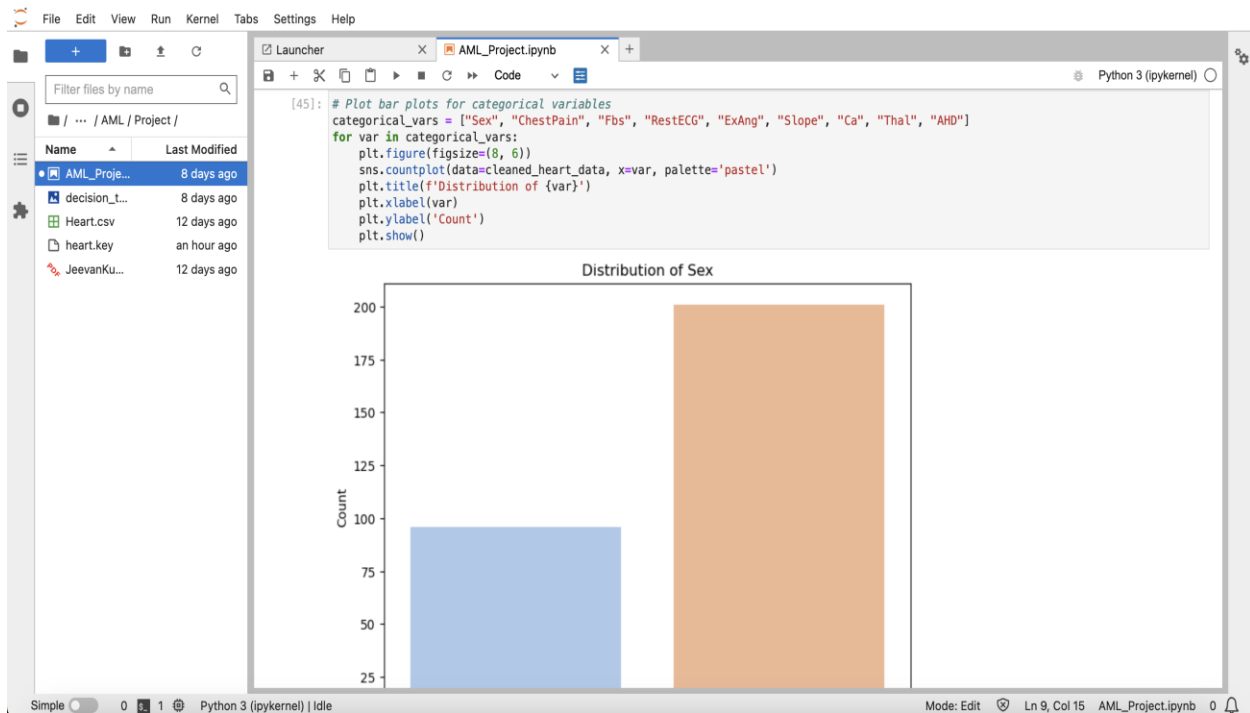 File Edit View Run Kernel Tabs Settings Help
+
Filter files by name
/ ··· / AML / Project /
Name Last Modified
AML_Proje... 8 days ago
decision_t... 8 days ago
Heart.csv 12 days ago
heart.key an hour ago
JeevanKu... 12 days ago
Launcher AML_Project.ipynb
Code Python 3 (ipykernel)
[45]: # Plot bar plots for categorical variables
categorical_vars = ["Sex", "ChestPain", "Fbs", "RestECG", "ExAng", "Slope", "Ca", "Thal", "AHD"]
for var in categorical_vars:
    plt.figure(figsize=(8, 6))
    sns.countplot(data=cleaned_heart_data, x=var, palette='pastel')
    plt.title(f'Distribution of {var}')
    plt.xlabel(var)
    plt.ylabel('Count')
    plt.show()
Distribution of Sex
200
175
150
125
Count
100
75
50
25
Simple 0 1 Python 3 (ipykernel) | Idle Mode: Edit Ln 9, Col 15 AML_Project.ipynb 0